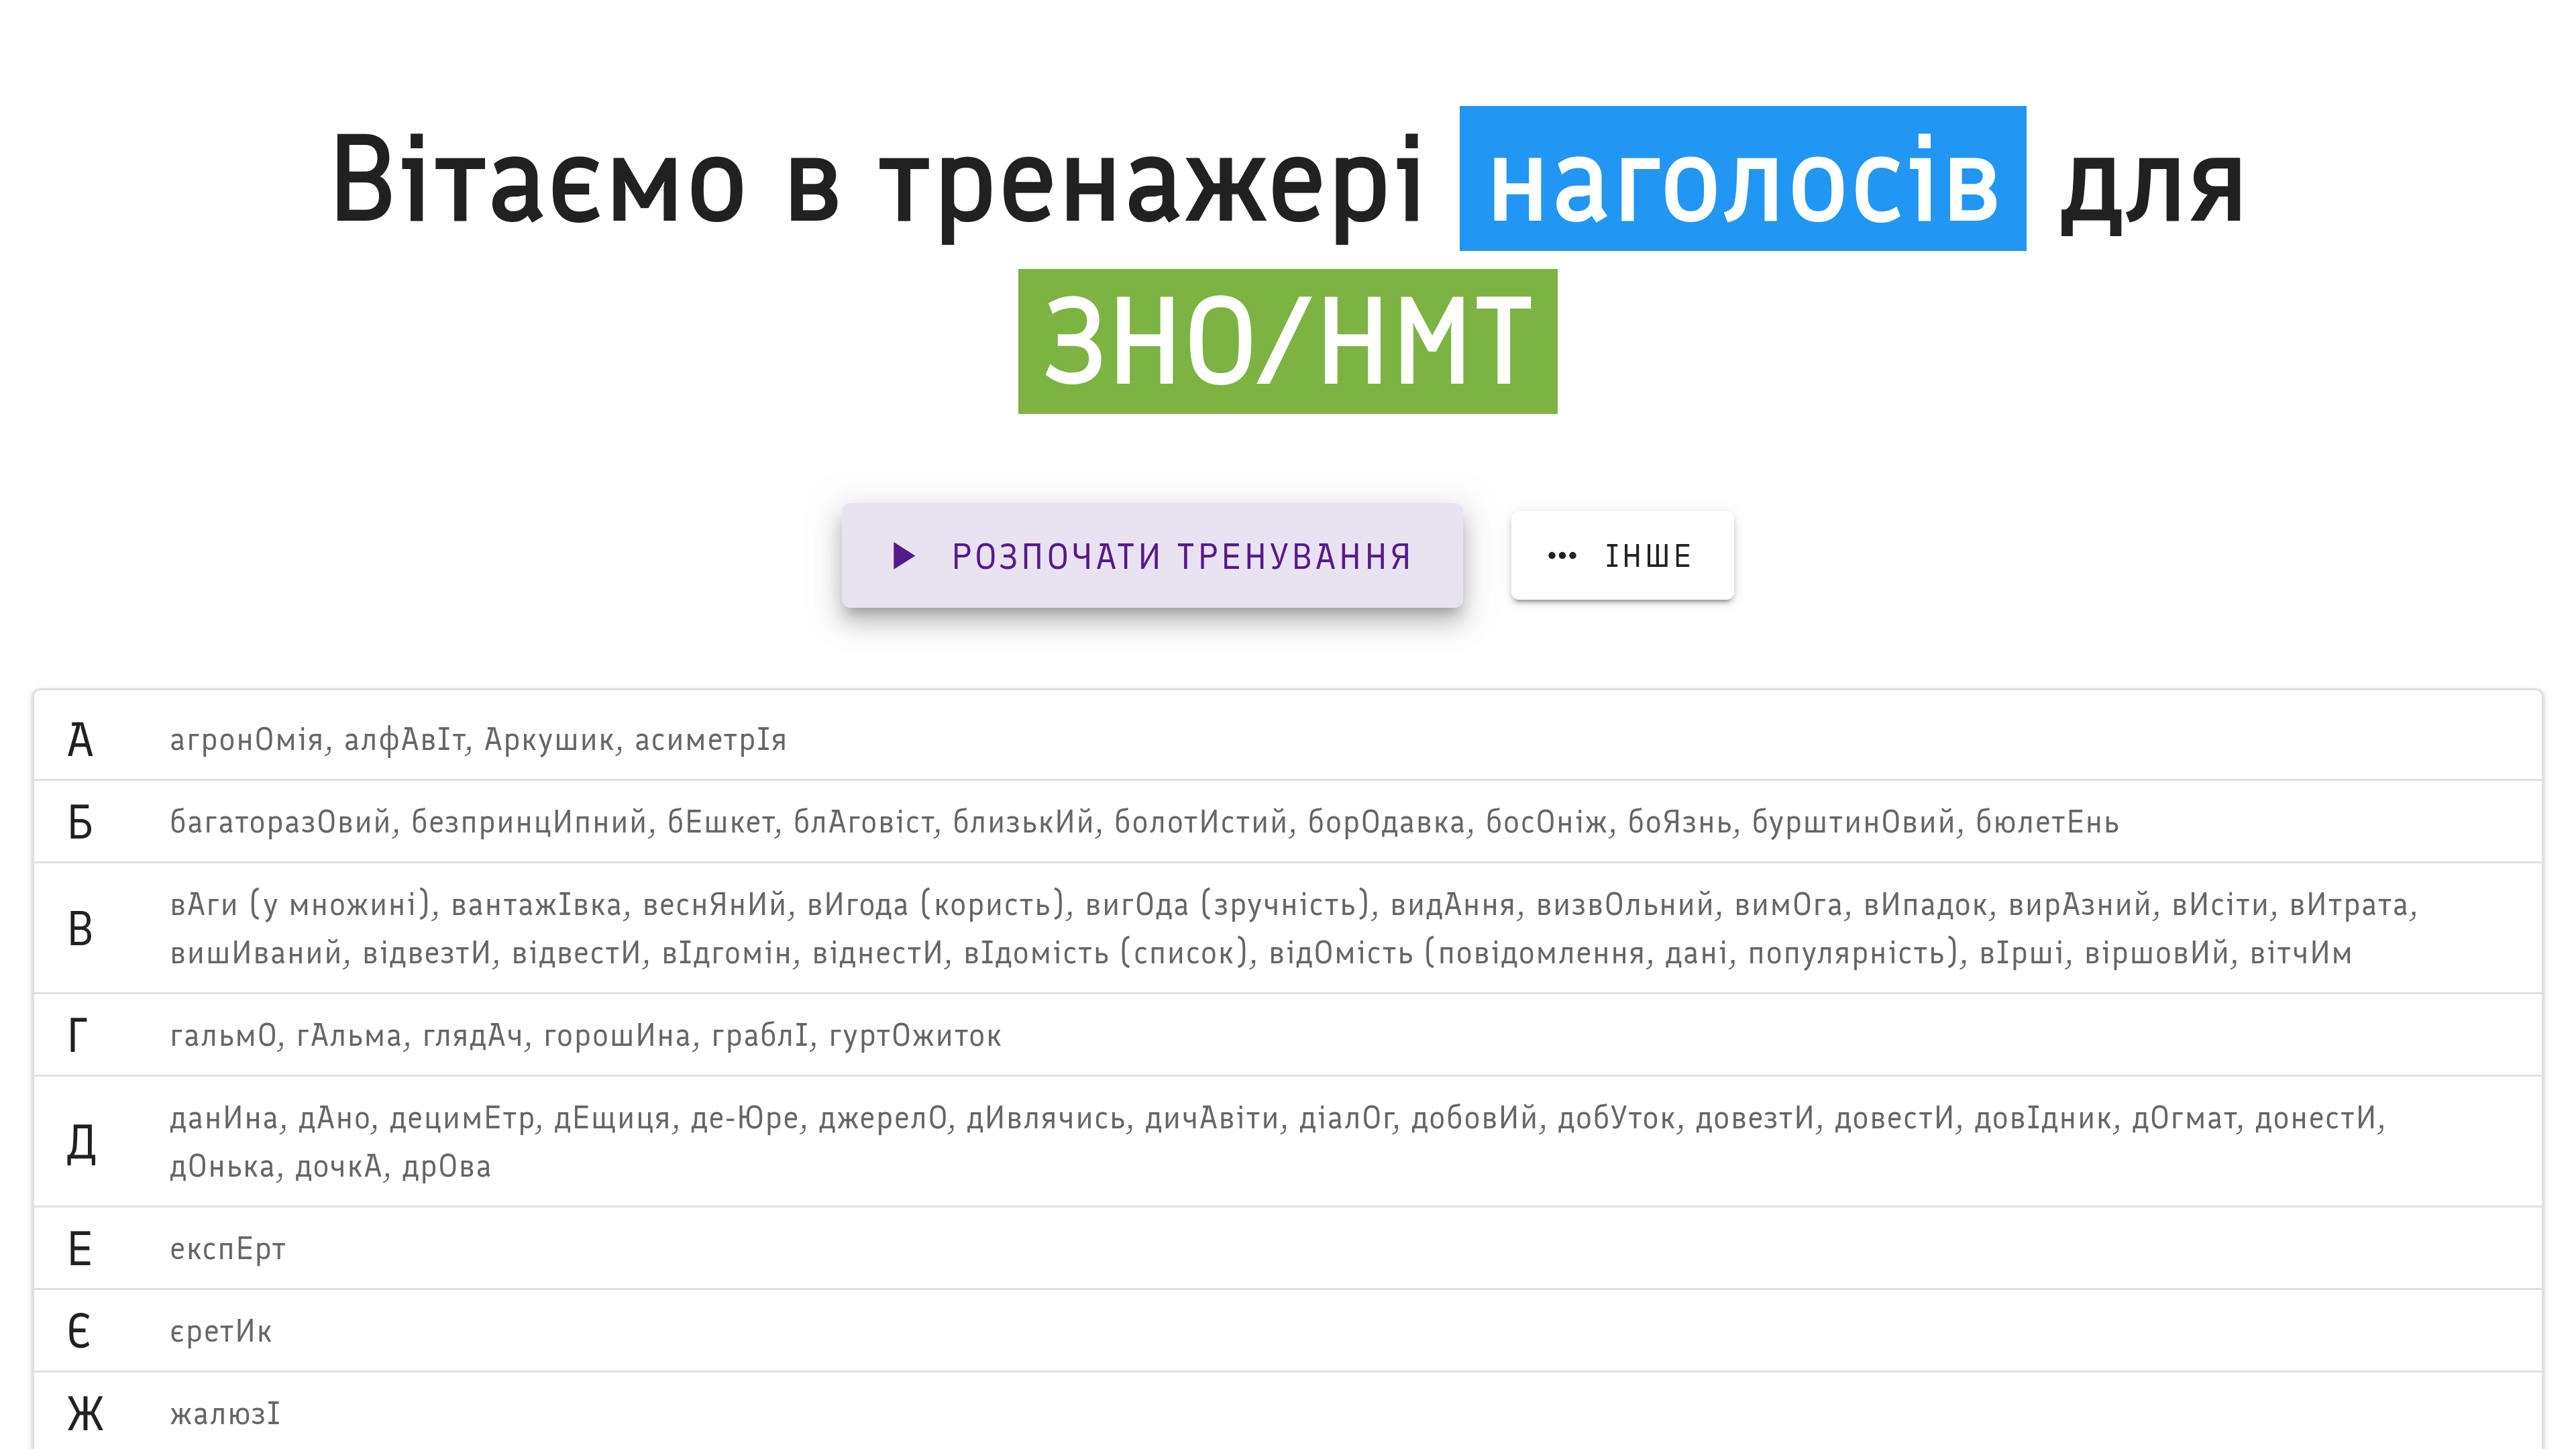 Вітаємо в тренажері наголосів для
ЗНО/НМТ
РОЗПОЧАТИ ТРЕНУВАННЯ
ІНШЕ
А
агронОмія, алфАвІт, Аркушик, асиметрІя
Б
багаторазОвий, безпринцИпний, бЕшкет, блАговіст, близькИй, болотИстий, борОдавка, босОніж, боЯзнь, бурштинОвий, бюлетЕнь
В
вАги (у множині), вантажІвка, веснЯнИй, вИгода (користь), вигОда (зручність), видАння, визвОльний, вимОга, вИпадок, вирАзний, вИсіти, вИтрата,
вишИваний, відвезтИ, відвестИ, вІдгомін, віднестИ, вІдомість (список), відОмість (повідомлення, дані, популярність), вІрші, віршовИй, вітчИм
Г
гальмО, гАльма, глядАч, горошИна, граблІ, гуртОжиток
Д
данИна, дАно, децимЕтр, дЕщиця, де-Юре, джерелО, дИвлячись, дичАвіти, діалОг, добовИй, добУток, довезтИ, довестИ, довІдник, дОгмат, донестИ,
дОнька, дочкА, дрОва
Е
експЕрт
Є
єретИк
Ж
жалюзІ